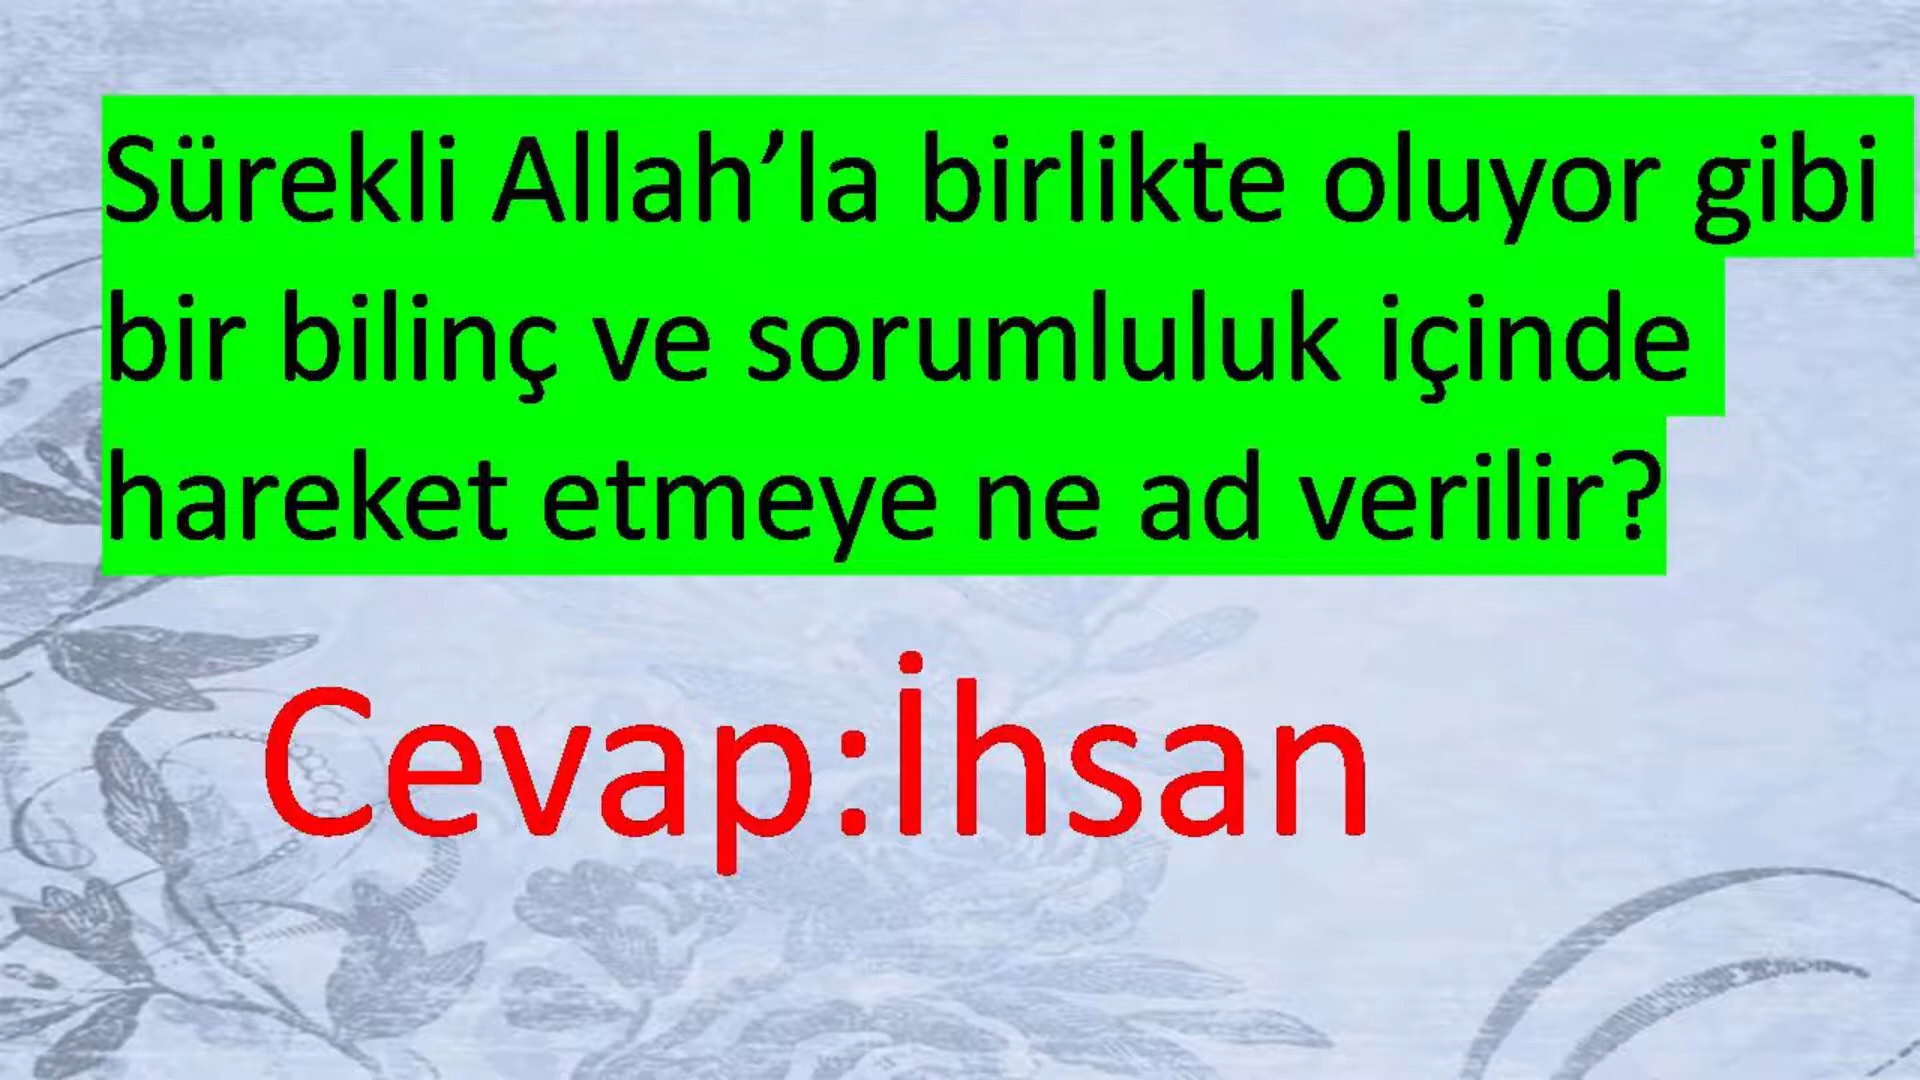 Sürekli Allah’la birlikte oluyor gibi
bir bilinç ve sorumluluk içinde
hareket etmeye ne ad verilir?
Cevap:İhsan